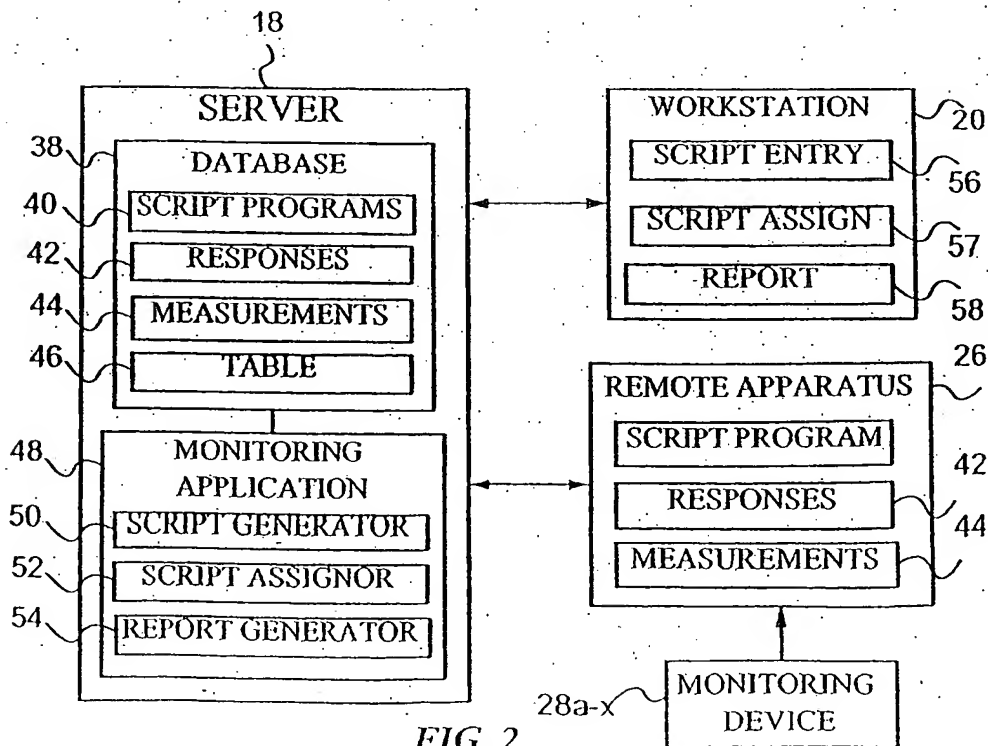 18
SERVER
38
DATABASE
40
SCRIPT PROGRAMS
42
RESPONSES
44
MEASUREMENTS
46
TABLE
48
MONITORING
APPLICATION
50
SCRIPT GENERATOR
52
SCRIPT ASSIGNOR
54
REPORT GENERATOR
WORKSTATION
20
SCRIPT ENTRY
56
SCRIPT ASSIGN
57
REPORT
58
26
REMOTE APPARATUS
SCRIPT PROGRAM
42
RESPONSES
44
MEASUREMENTS
28a-x
MONITORING
DEVICE
FIG. 2